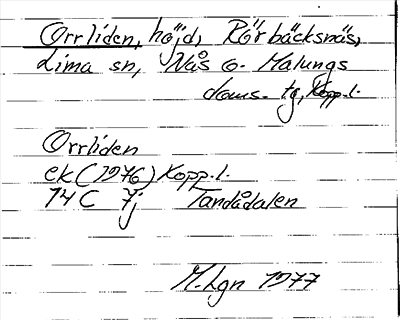 Orrliden, höjd, Rörbäcksnäs,
Lima sn, Nås o. Malungs
doms. tg, Kopp.l.
Orrliden
ek (1976) Kopp.l.
14 C 7j Tandådalen
M. Lgn 1977